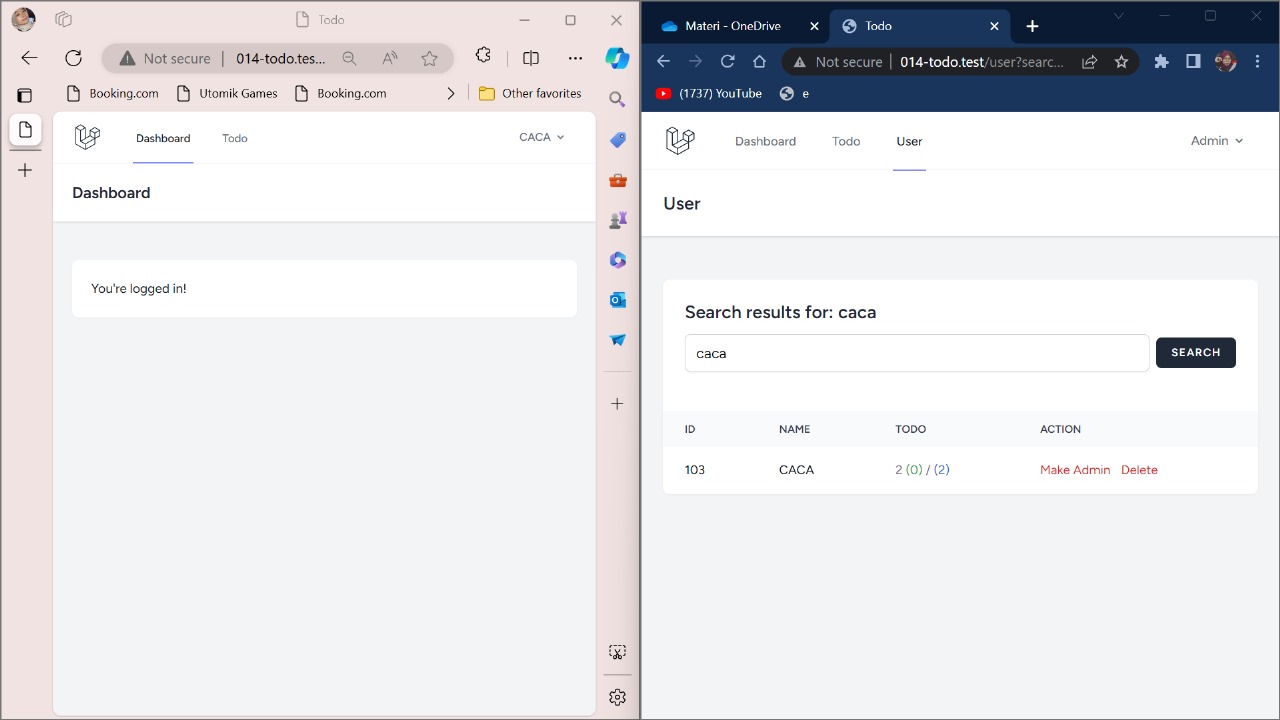 Todo
Not secure
014-todo.tes...
Booking.com
Utomik Games
Booking.com
Other favorites
Dashboard
Todo
CACA
Dashboard
You're logged in!
Materi - OneDrive
Todo
Not secure
014-todo.test/user?searc...
(1737) YouTube
e
Dashboard
Todo
User
Admin
User
Search results for: caca
caca
SEARCH
ID NAME TODO ACTION
103 CACA 2 (0) / (2) Make Admin Delete